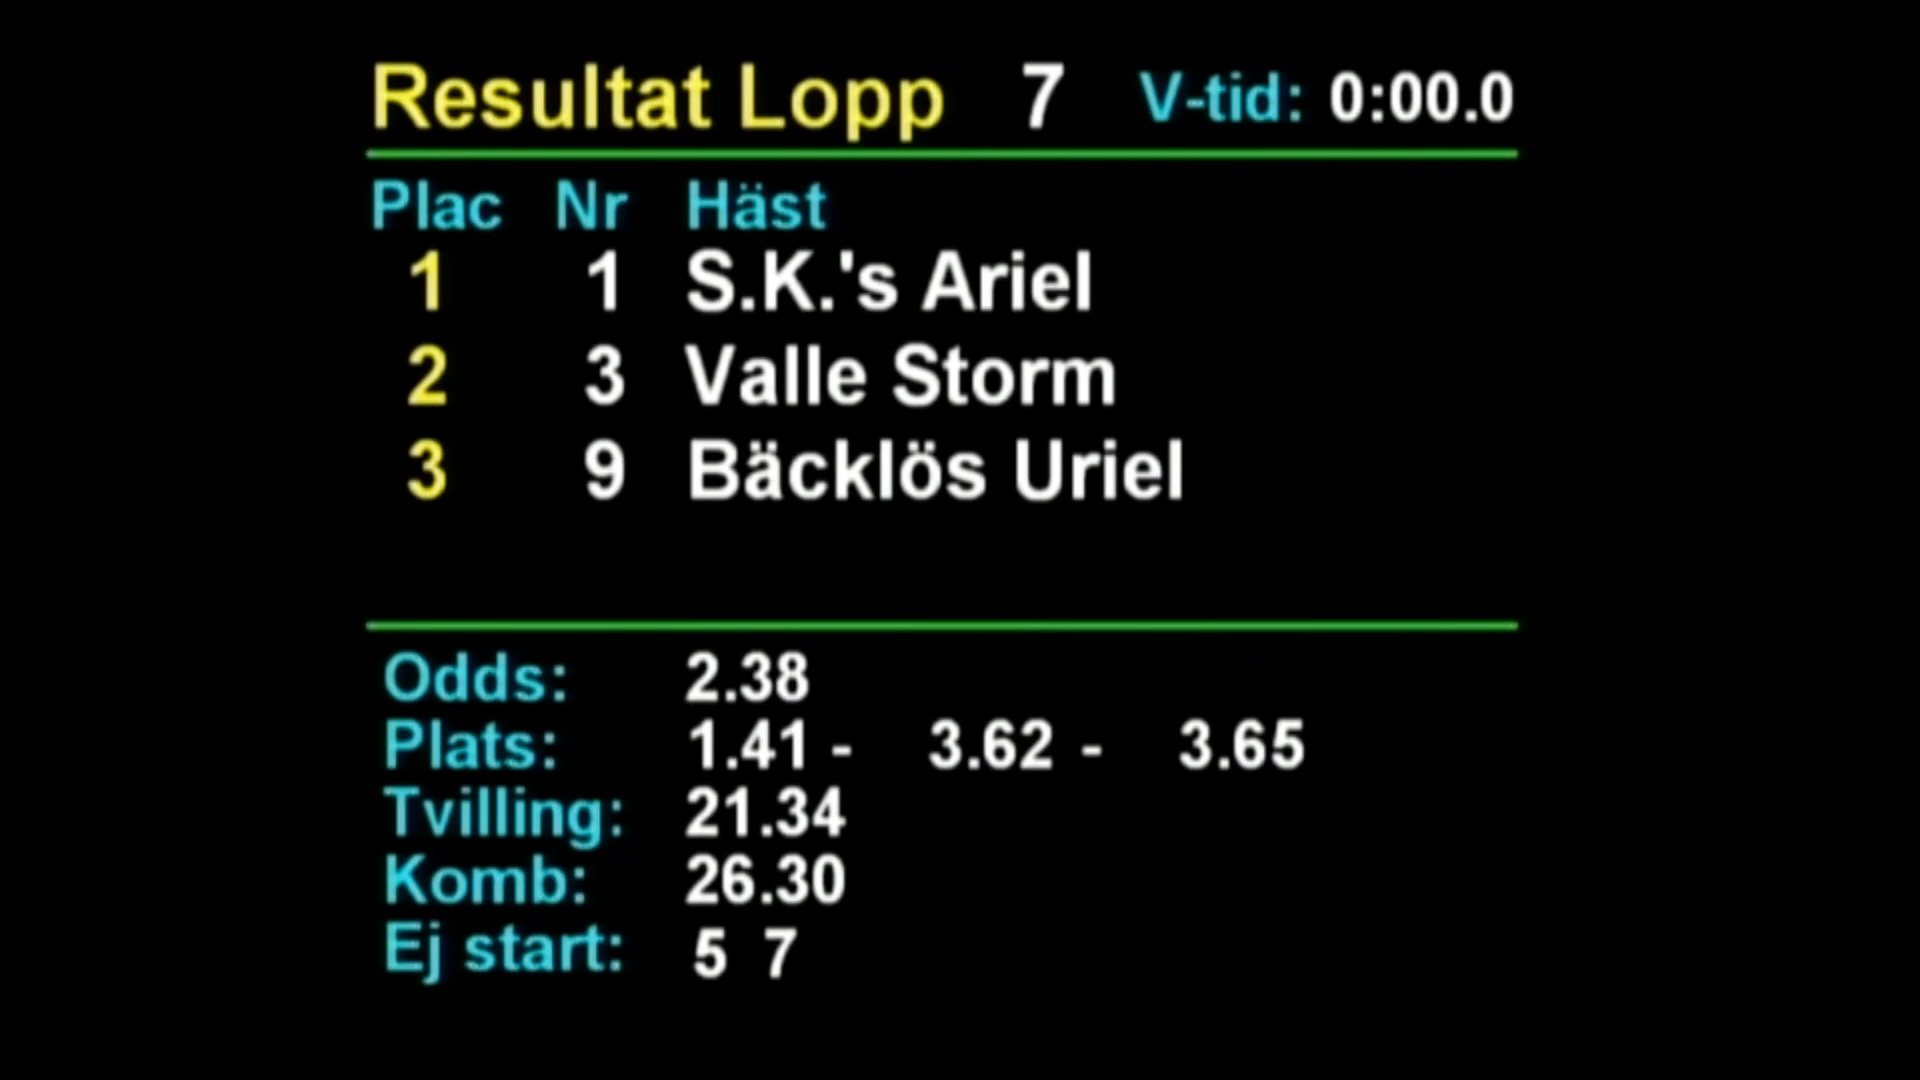 Resultat Lopp 7 V-tid: 0:00.0
Plac Nr Häst
1 1 S.K.'s Ariel
2 3 Valle Storm
3 9 Bäcklös Uriel
Odds: 2.38
Plats: 1.41 - 3.62 - 3.65
Tvilling: 21.34
Komb: 26.30
Ej start: 5 7